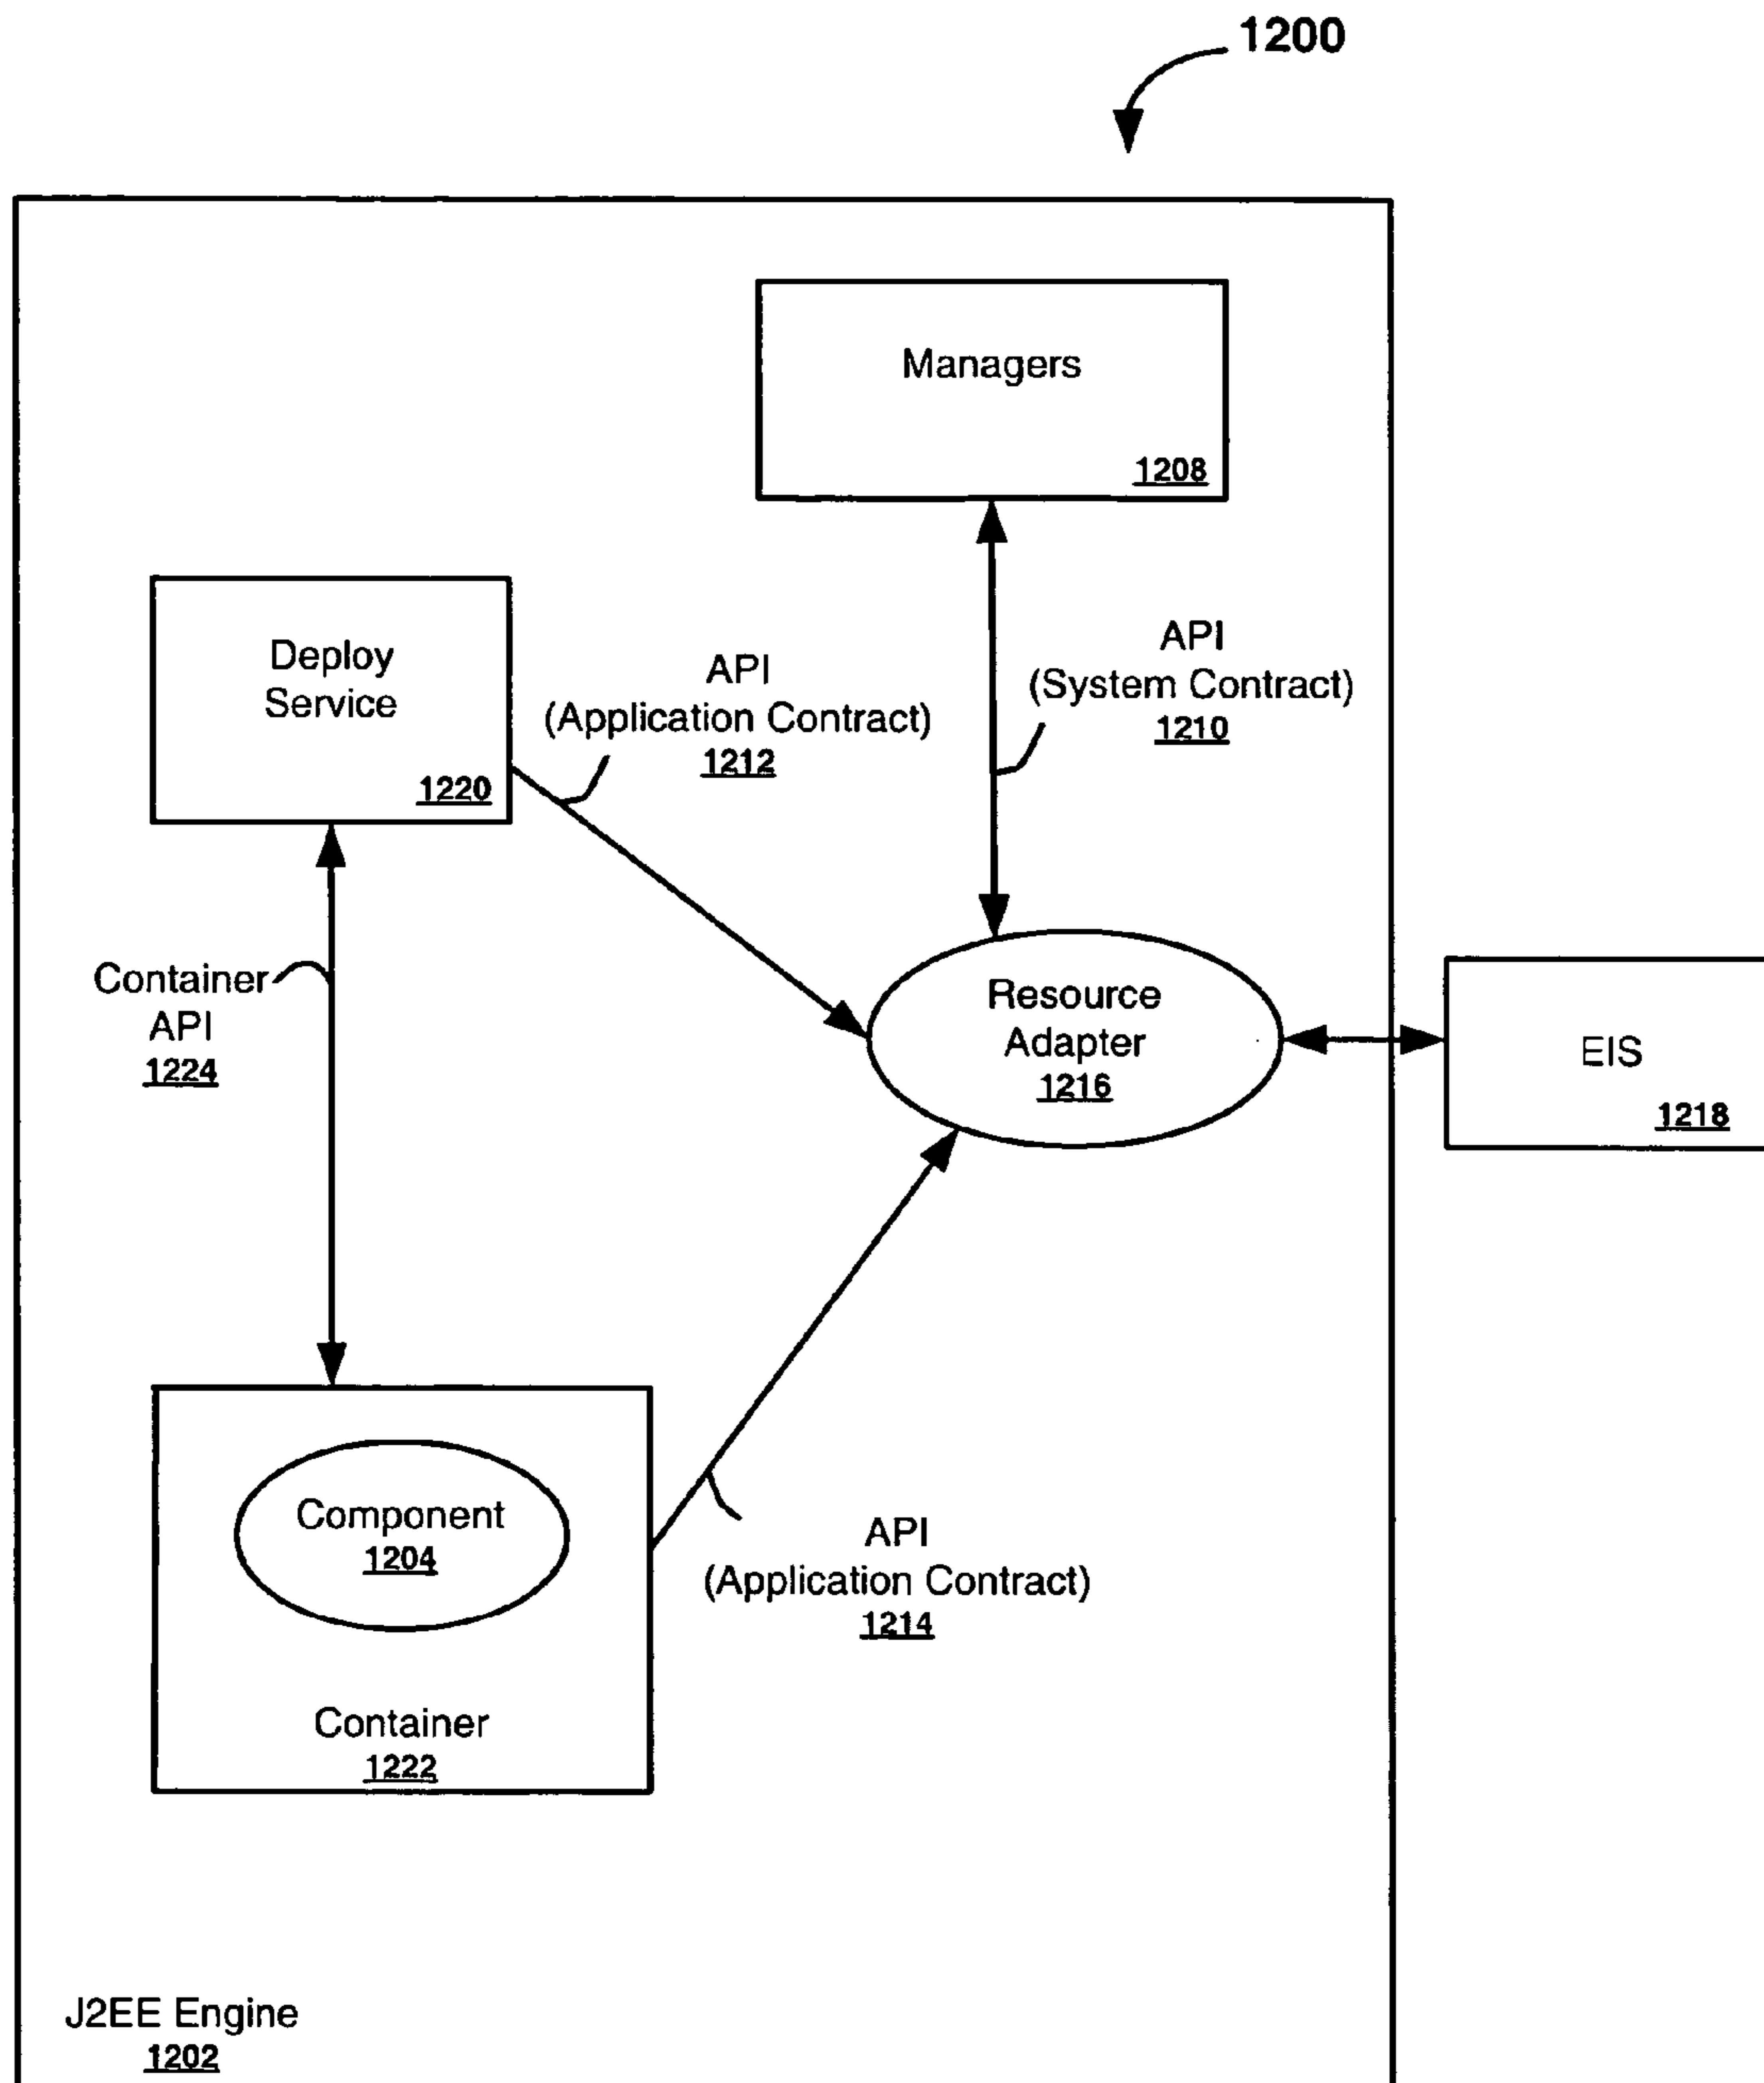 1200
Managers
1208
Deploy
Service
1220
API
(Application Contract)
1212
API
(System Contract)
1210
Container
API
1224
Resource
Adapter
1216
EIS
1218
Component
1204
API
(Application Contract)
1214
Container
1222
J2EE Engine
1202